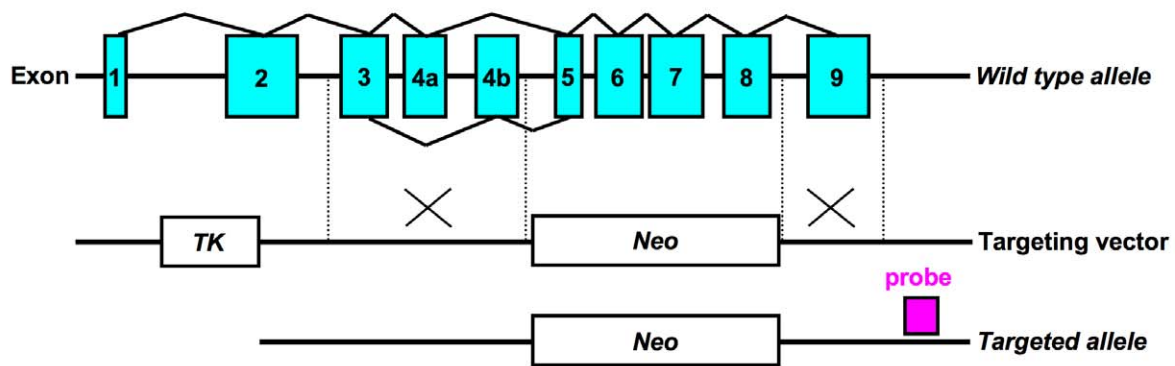 Exon 1 2 3 4a 4b 5 6 7 8 9 Wild type allele
TK Neo Targeting vector
probe
Neo Targeted allele